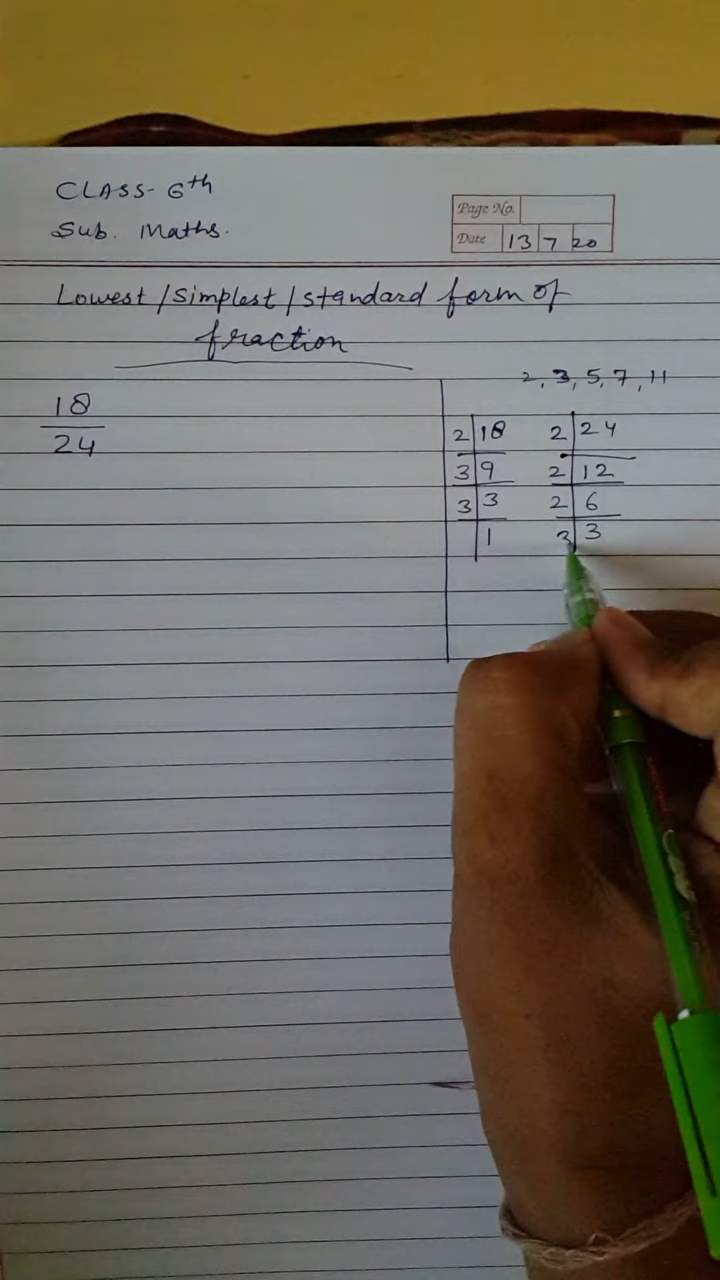 CLASS- 6th
Sub. Maths.
Page No.
Date 13 7 20
Lowest/Simplest/standard form of
fraction
2, 3, 5, 7, 11
18
24
2 18
3 9
3 3
1
2 24
2 12
2 6
3 3